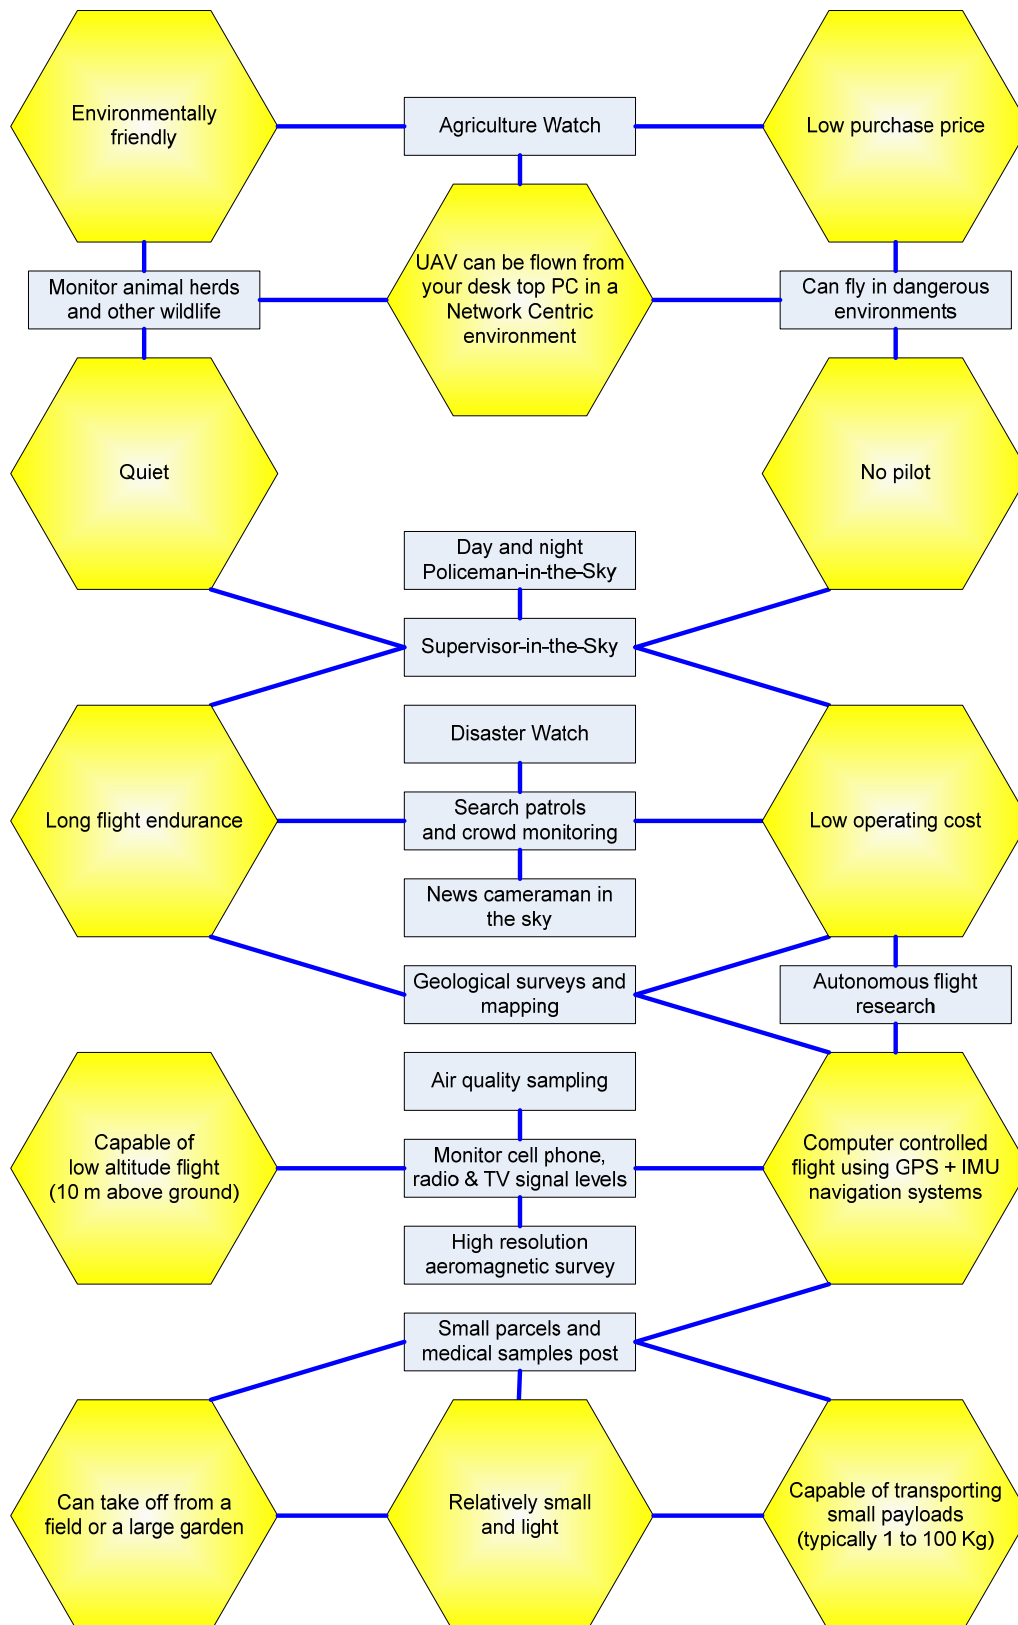 Environmentally
friendly
Agriculture Watch
Low purchase price
Monitor animal herds
and other wildlife
UAV can be flown from
your desk top PC in a
Network Centric
environment
Can fly in dangerous
environments
Quiet
No pilot
Day and night
Policeman-in-the-Sky
Supervisor-in-the-Sky
Disaster Watch
Long flight endurance
Search patrols
and crowd monitoring
Low operating cost
News cameraman in
the sky
Geological surveys and
mapping
Autonomous flight
research
Air quality sampling
Capable of
low altitude flight
(10 m above ground)
Monitor cell phone,
radio & TV signal levels
Computer controlled
flight using GPS + IMU
navigation systems
High resolution
aeromagnetic survey
Small parcels and
medical samples post
Can take off from a
field or a large garden
Relatively small
and light
Capable of transporting
small payloads
(typically 1 to 100 Kg)